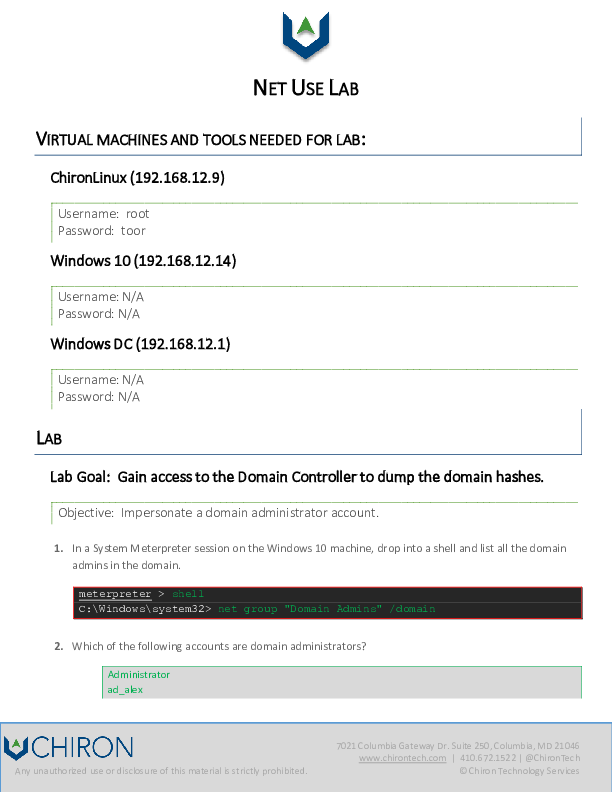 NET USE LAB
VIRTUAL MACHINES AND TOOLS NEEDED FOR LAB:
ChironLinux (192.168.12.9)
Username: root
Password: toor
Windows 10 (192.168.12.14)
Username: N/A
Password: N/A
Windows DC (192.168.12.1)
Username: N/A
Password: N/A
LAB
Lab Goal: Gain access to the Domain Controller to dump the domain hashes.
Objective: Impersonate a domain administrator account.
1. In a System Meterpreter session on the Windows 10 machine, drop into a shell and list all the domain
admins in the domain.
meterpreter > shell
C:\Windows\system32> net group "Domain Admins" /domain
2. Which of the following accounts are domain administrators?
Administrator
ad_alex
CHIRON
Any unauthorized use or disclosure of this material is strictly prohibited.
7021 Columbia Gateway Dr. Suite 250, Columbia, MD 21046
www.chirontech.com | 410.672.1522 | @ChironTech
© Chiron Technology Services